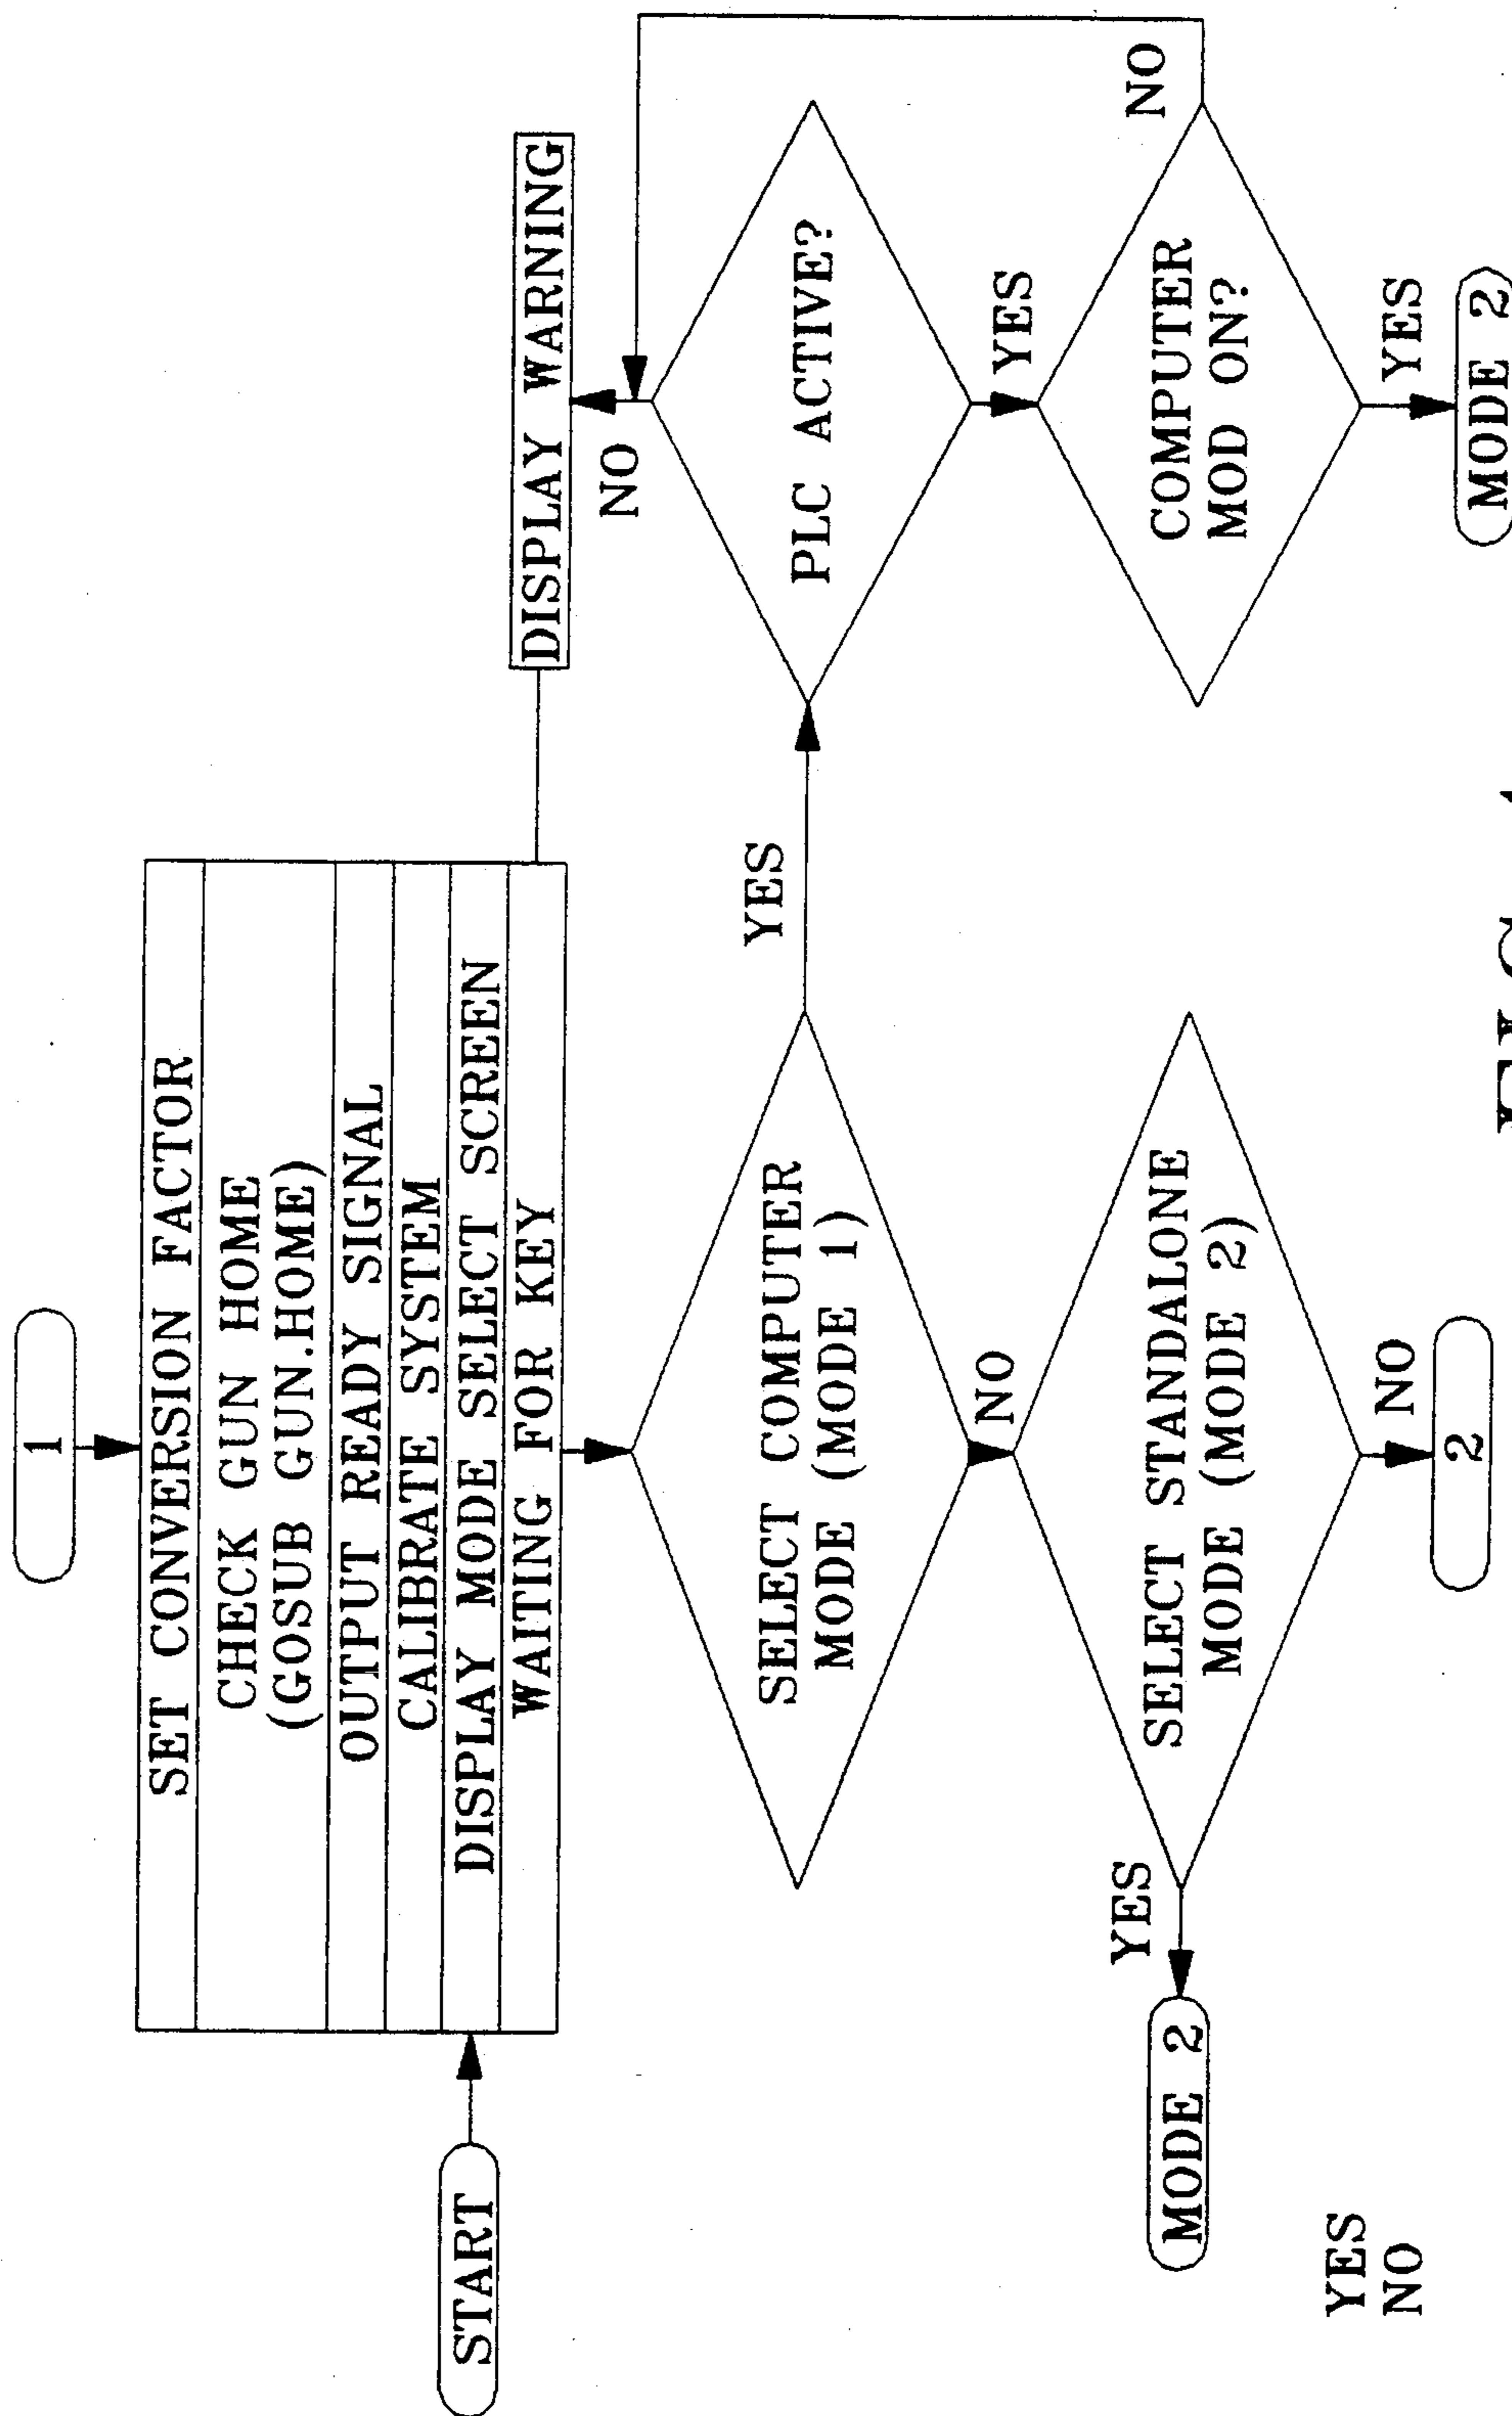 1
SET CONVERSION FACTOR
CHECK GUN HOME
(GOSUB GUN.HOME)
OUTPUT READY SIGNAL
CALIBRATE SYSTEM
DISPLAY MODE SELECT SCREEN
WAITING FOR KEY
START
DISPLAY WARNING
NO
SELECT COMPUTER
MODE (MODE 1)
YES
PLC ACTIVE?
NO
YES
SELECT STANDALONE
MODE (MODE 2)
YES
MODE 2
NO
2
COMPUTER
MOD ON?
NO
YES
MODE 2
YES
NO